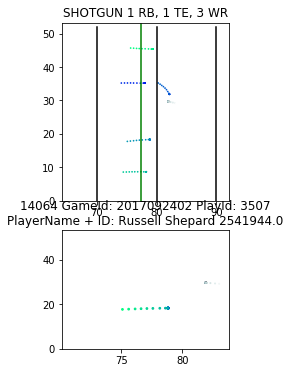 SHOTGUN 1 RB, 1 TE, 3 WR
50
40
30
20
10
0
70 80 90
14064 GameId: 2017092402 PlayId: 3507
PlayerName + ID: Russell Shepard 2541944.0
40
20
0
75 80